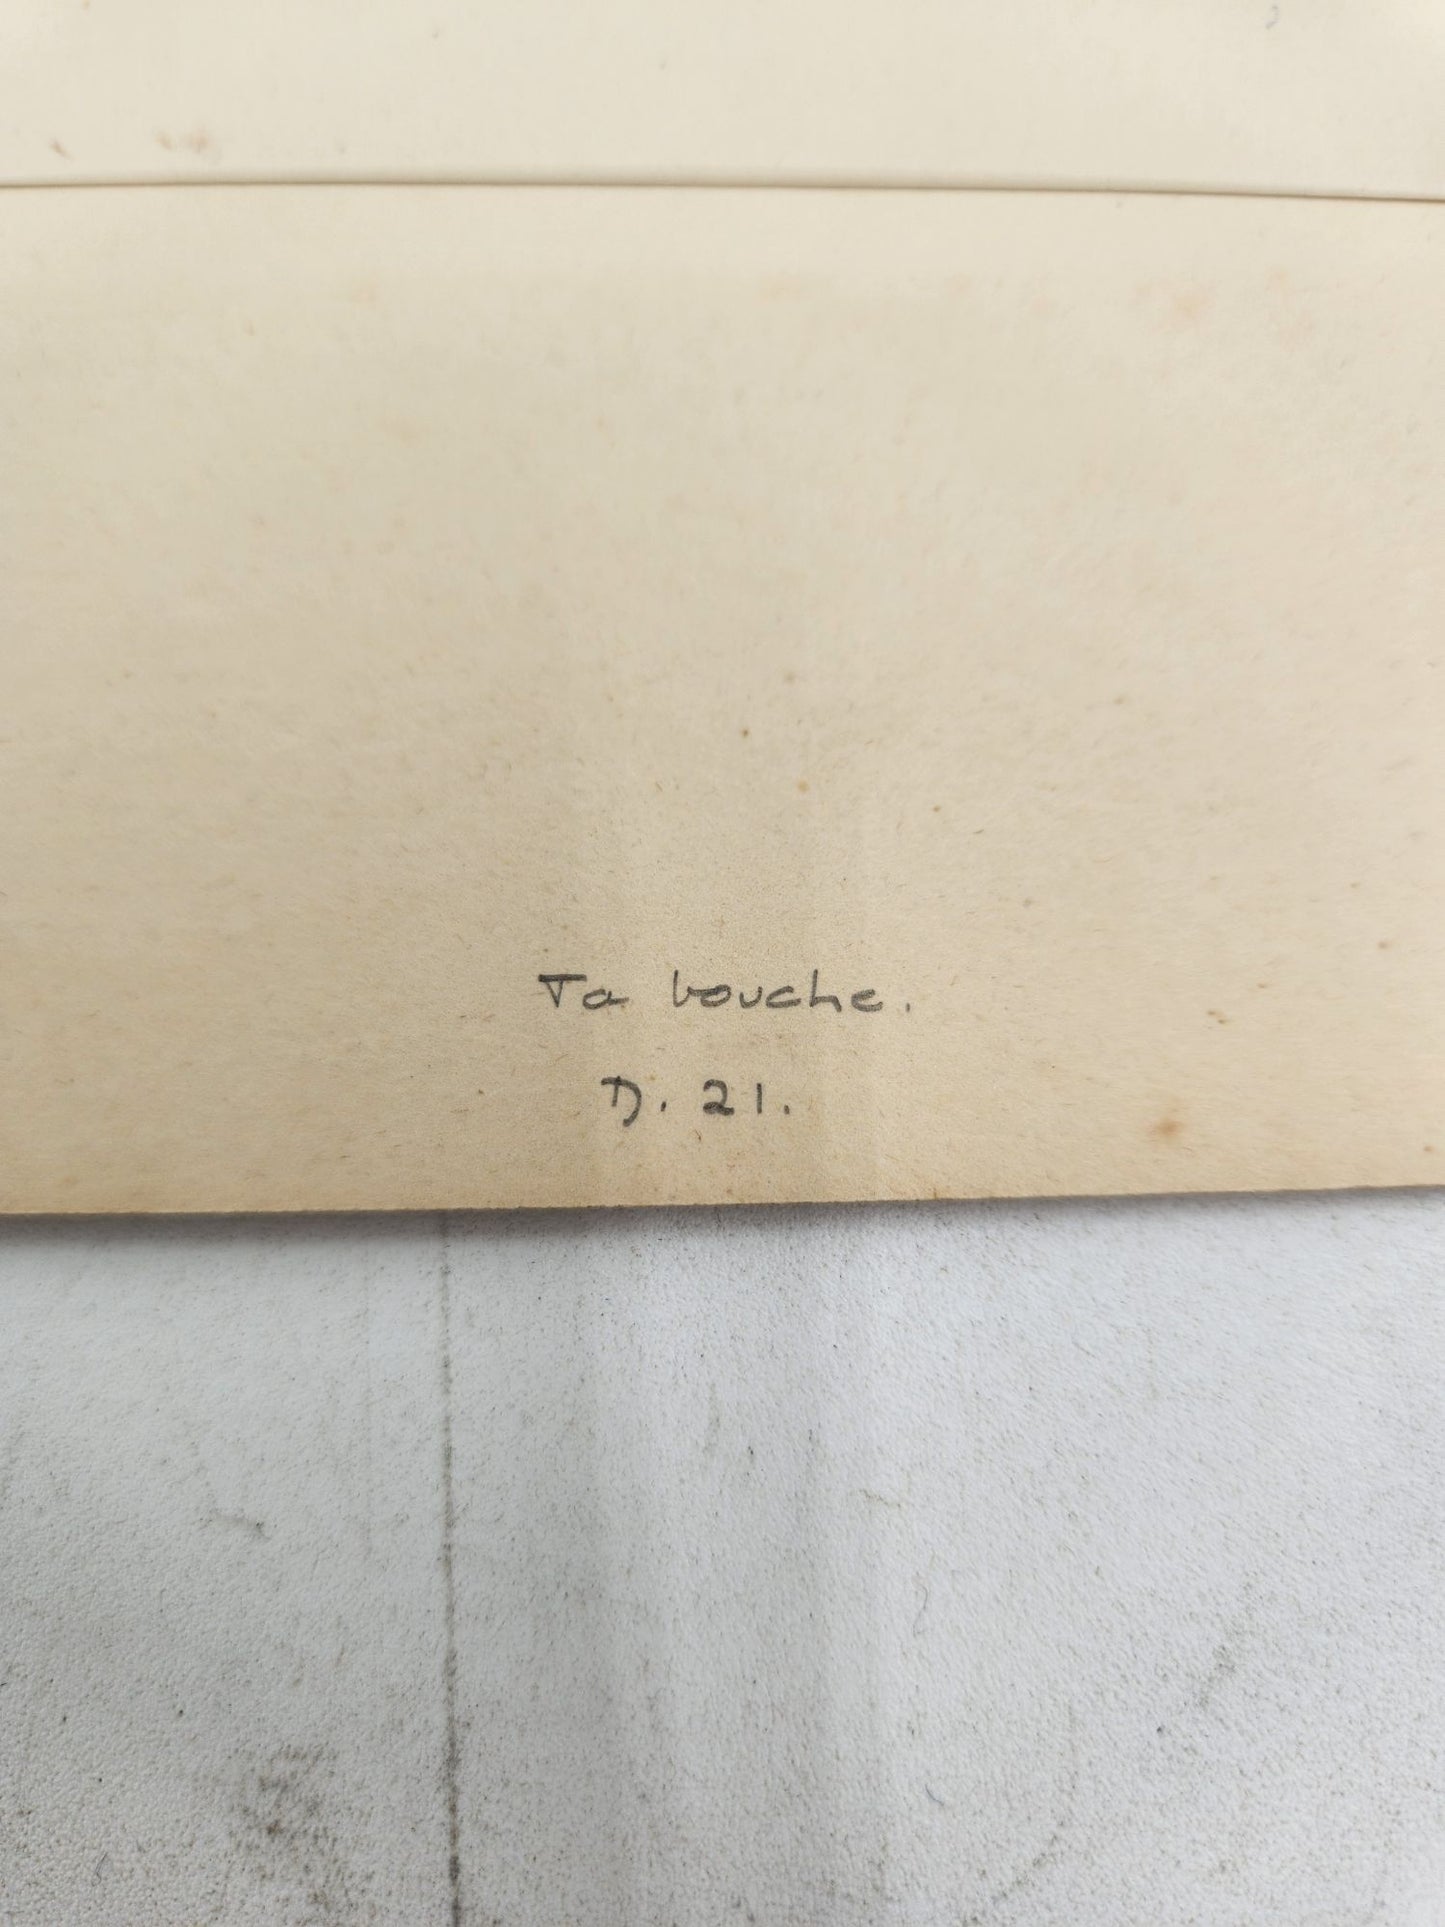 Ta bouche.
D. 21.